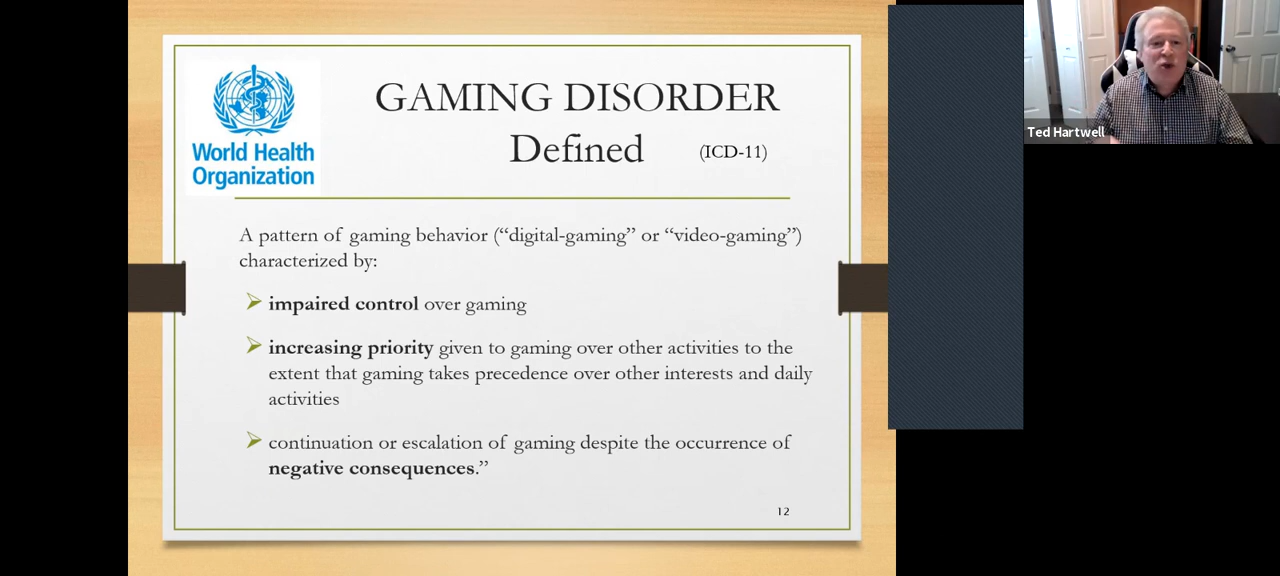 World Health
Organization
GAMING DISORDER
Defined (ICD-11)
A pattern of gaming behavior (“digital-gaming” or “video-gaming”)
characterized by:
impaired control over gaming
increasing priority given to gaming over other activities to the
extent that gaming takes precedence over other interests and daily
activities
continuation or escalation of gaming despite the occurrence of
negative consequences.”
12
Ted Hartwell